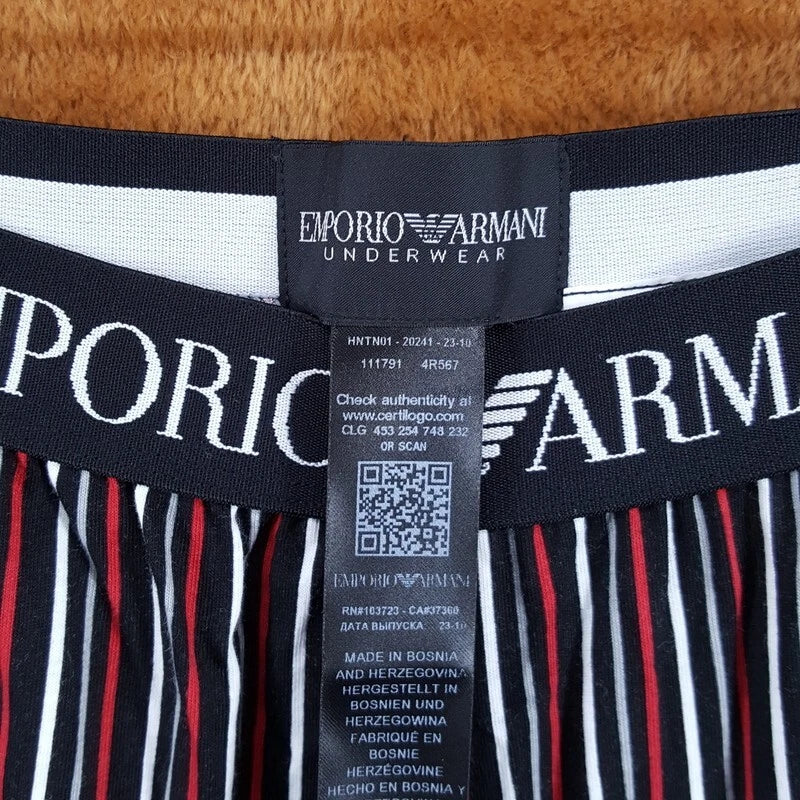 EMPORIO ARMANI
UNDERWEAR
PORIO ARM
HNTN01 - 20241 - 23-10
111791 4R567
Check authenticity at
www.certilogo.com
CLG 453 254 748 232
OR SCAN
EMPORIO ARMANI
RN#103723 - CA#37360
ДАТА ВЫПУСКА 23-10
MADE IN BOSNIA
AND HERZEGOVINA
HERGESTELLT IN
BOSNIEN UND
HERZEGOWINA
FABRIQUÉ EN
BOSNIE
HERZÉGOVINE
HECHO EN BOSNIA Y